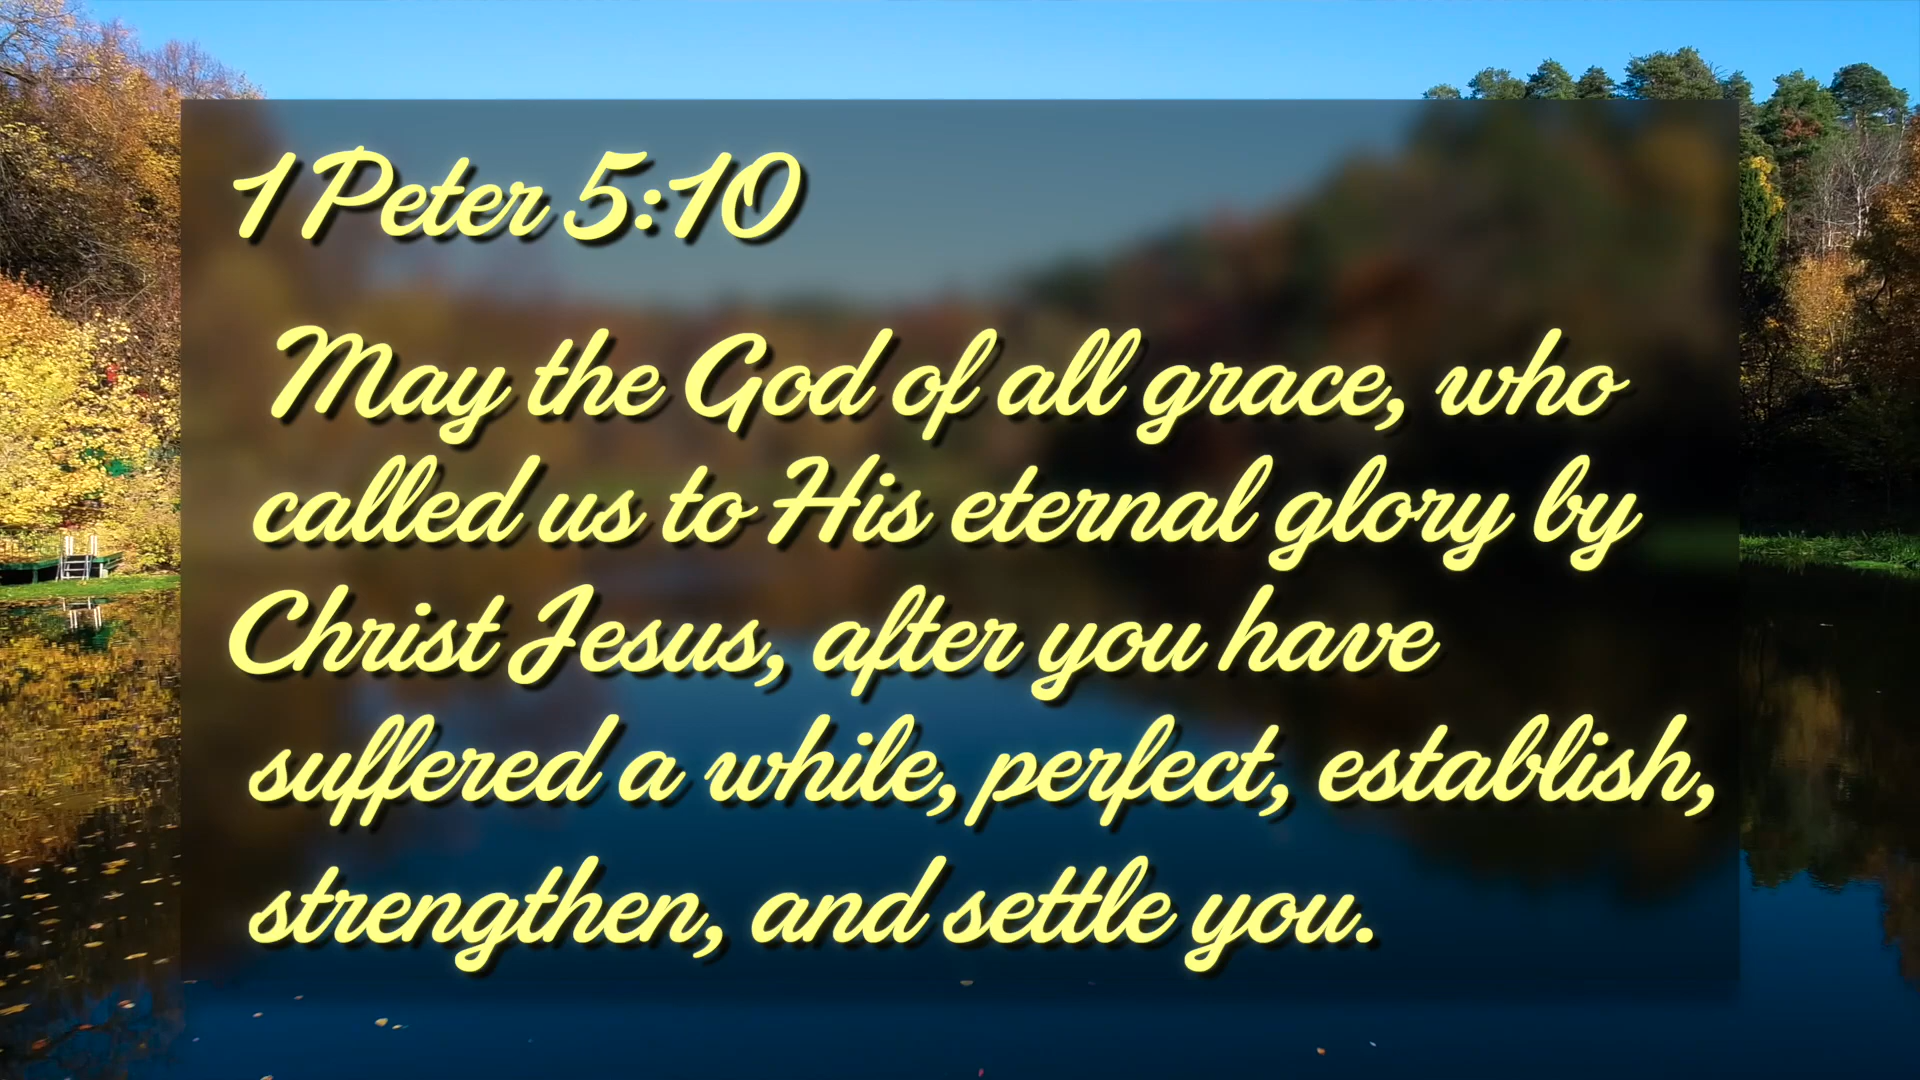 1 Peter 5:10
May the God of all grace, who
called us to His eternal glory by
Christ Jesus, after you have
suffered a while, perfect, establish,
strengthen, and settle you.